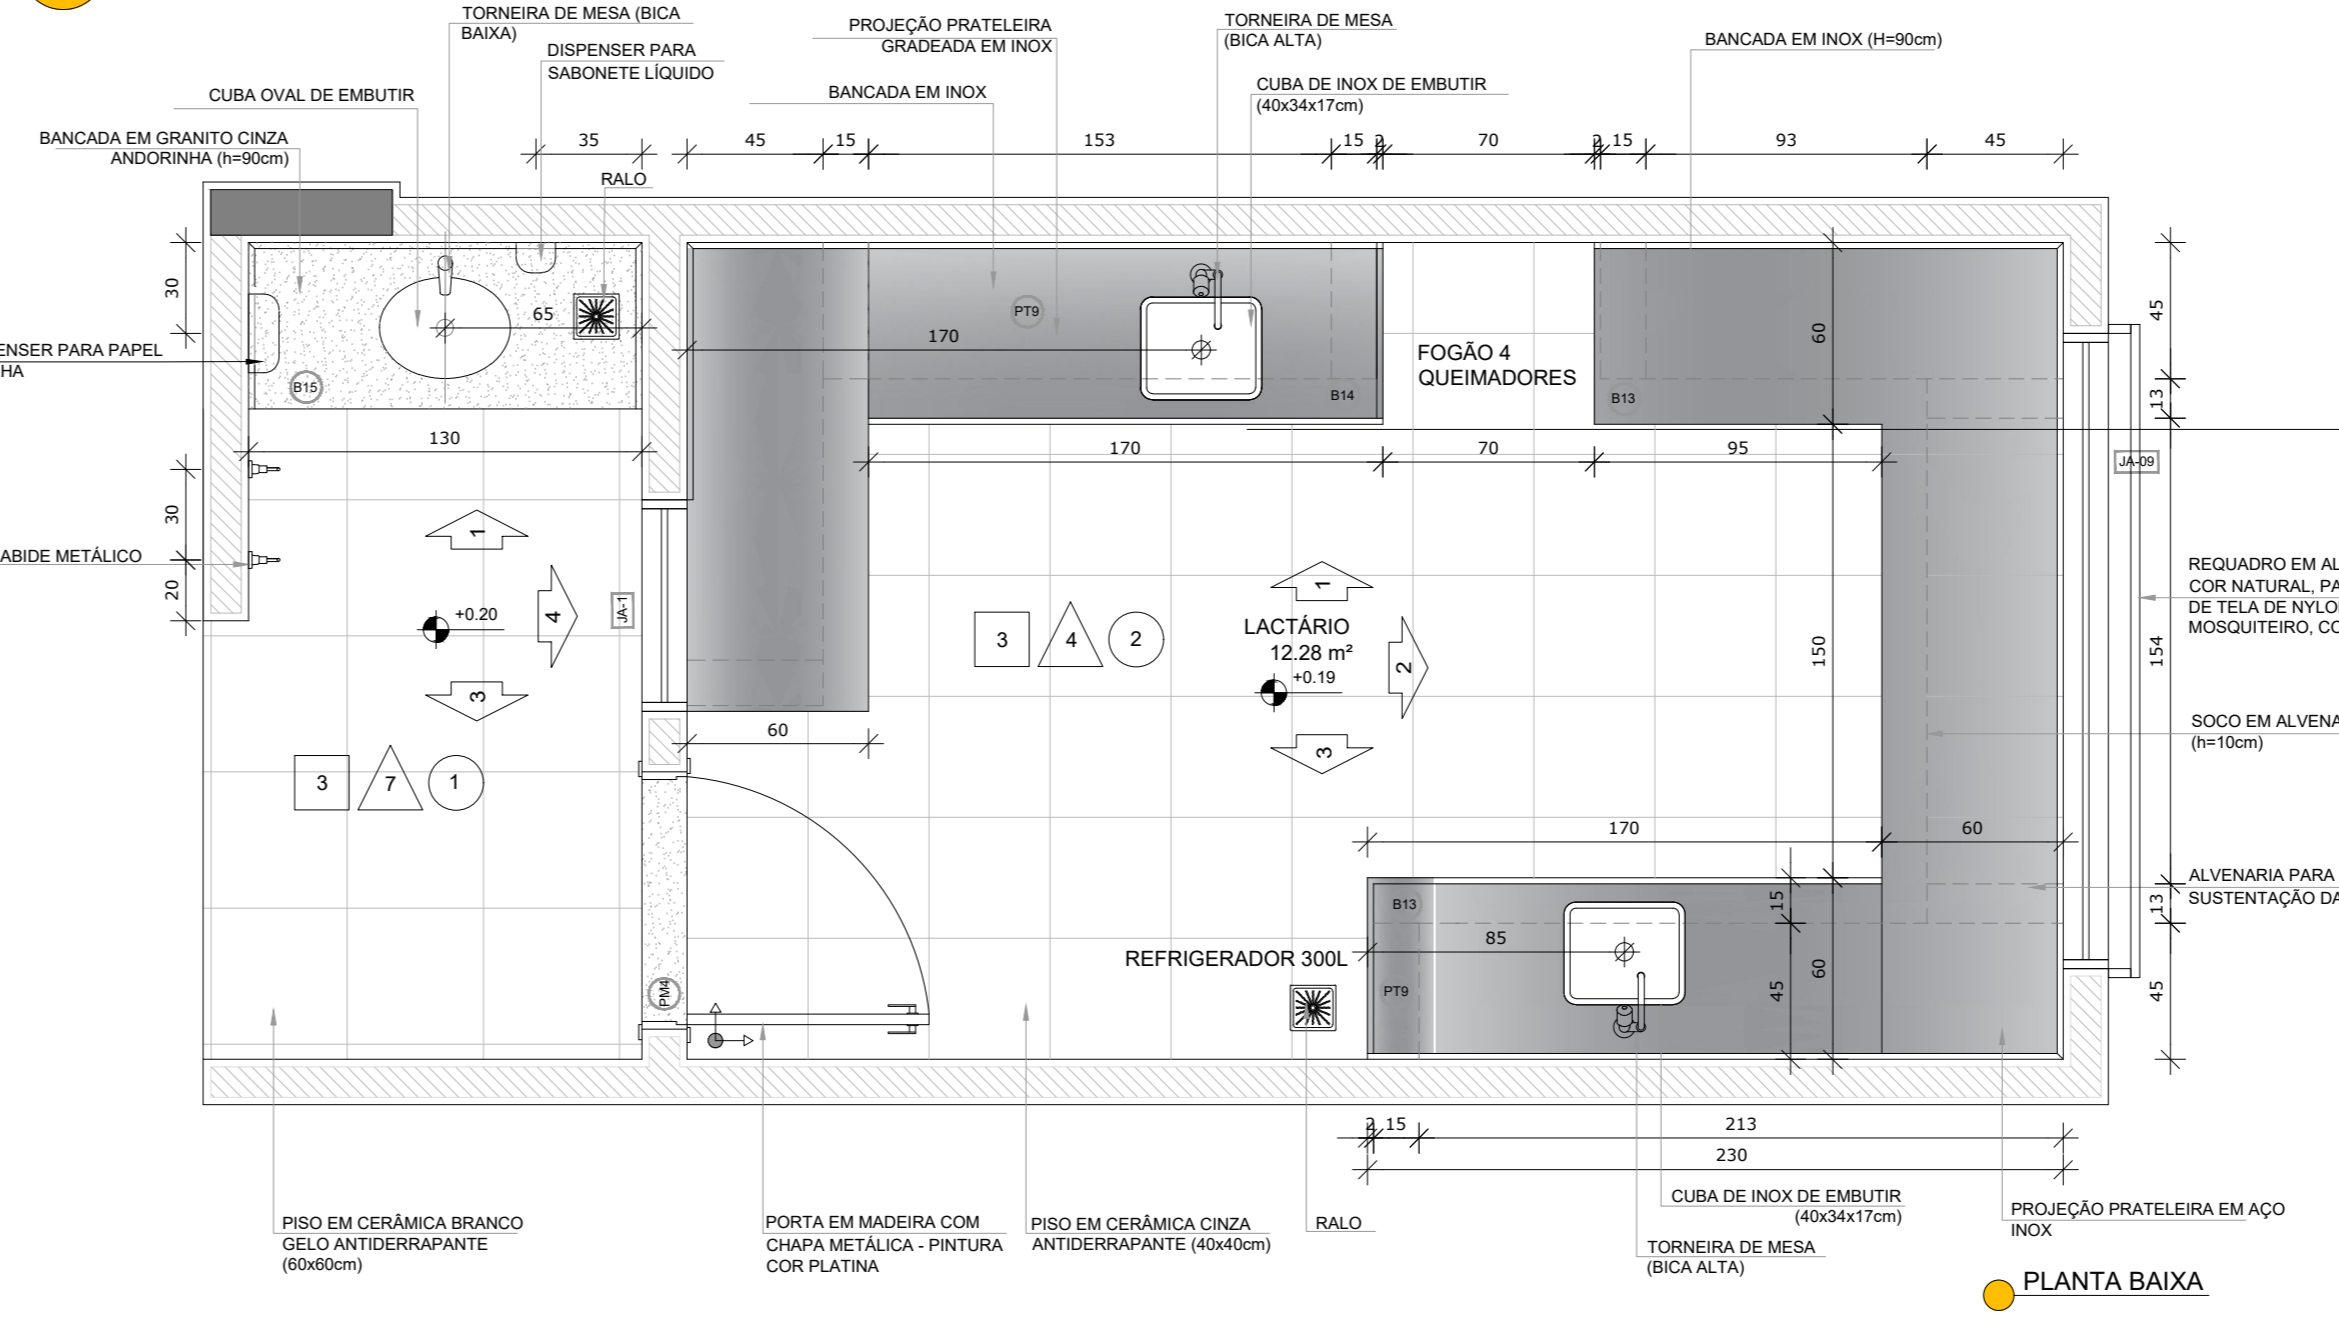 TORNEIRA DE MESA (BICA
BAIXA)
DISPENSER PARA
SABONETE LÍQUIDO
PROJEÇÃO PRATELEIRA
GRADEADA EM INOX
TORNEIRA DE MESA
(BICA ALTA)
BANCADA EM INOX (H=90cm)
CUBA OVAL DE EMBUTIR
BANCADA EM INOX
CUBA DE INOX DE EMBUTIR
(40x34x17cm)
BANCADA EM GRANITO CINZA
ANDORINHA (h=90cm)
35
45
15
153
15
2
70
2
15
93
45
RALO
30
65
PT9
170
60
45
ENSER PARA PAPEL
HA
B15
FOGÃO 4
QUEIMADORES
B14
B13
13
130
170
70
95
JA-09
30
ABIDE METÁLICO
20
1
+0.20
4
JA-1
3
3
4
2
1
LACTÁRIO
12.28 m²
+0.19
2
3
150
154
REQUADRO EM AL
COR NATURAL, PA
DE TELA DE NYLO
MOSQUITEIRO, CO
SOCO EM ALVENA
(h=10cm)
60
3
7
1
170
60
ALVENARIA PARA
SUSTENTAÇÃO DA
B13
15
13
85
REFRIGERADOR 300L
PT9
45
60
45
PM4
2
15
213
230
CUBA DE INOX DE EMBUTIR
(40x34x17cm)
PROJEÇÃO PRATELEIRA EM AÇO
INOX
PISO EM CERÂMICA BRANCO
GELO ANTIDERRAPANTE
(60x60cm)
PORTA EM MADEIRA COM
CHAPA METÁLICA - PINTURA
COR PLATINA
PISO EM CERÂMICA CINZA
ANTIDERRAPANTE (40x40cm)
RALO
TORNEIRA DE MESA
(BICA ALTA)
PLANTA BAIXA